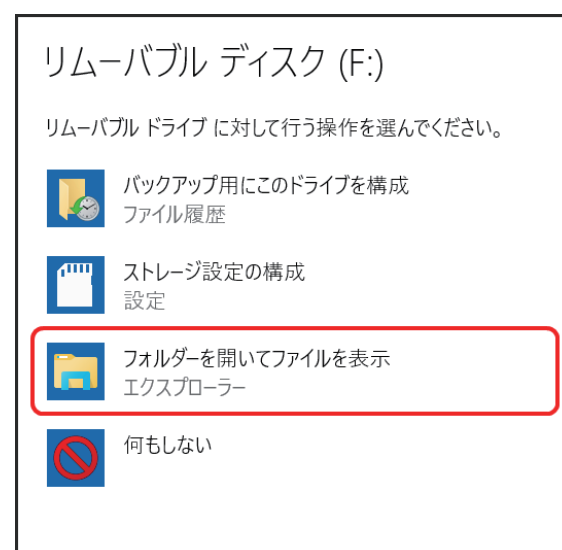 リムーバブル ディスク (F:)
リムーバブル ドライブ に対して行う操作を選んでください。
バックアップ用にこのドライブを構成
ファイル履歴
ストレージ設定の構成
設定
フォルダーを開いてファイルを表示
エクスプローラー
何もしない